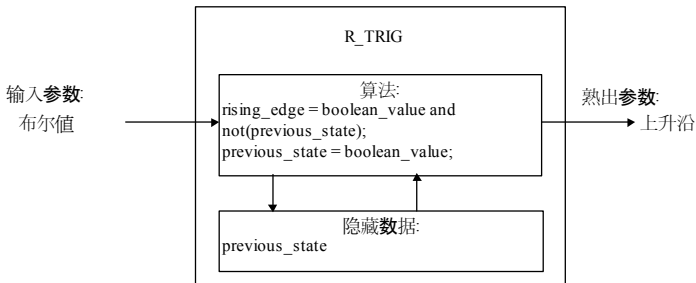 R_TRIG
输入参数:
布尔値
算法:
rising_edge = boolean_value and
not(previous_state);
previous_state = boolean_value;
熟出参数:
上升沿
隐藏数据:
previous_state